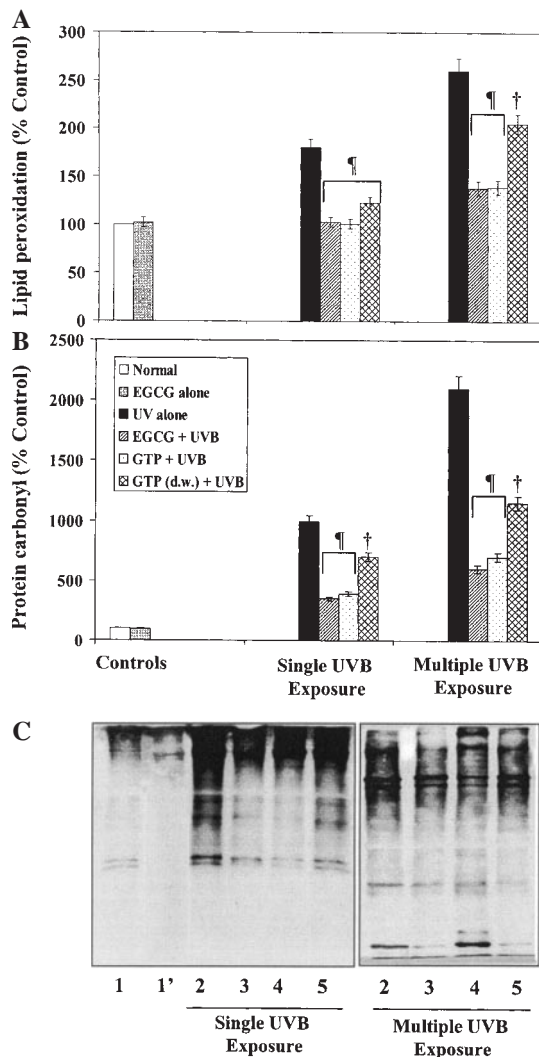 A
Lipid peroxidation (% Control)
300
250
200
150
100
50
0
¶
¶
†
B
Protein carbonyl (% Control)
2500
2000
1500
1000
500
0
Normal
EGCG alone
UV alone
EGCG + UVB
GTP + UVB
GTP (d.w.) + UVB
¶
†
¶
†
Controls
Single UVB
Exposure
Multiple UVB
Exposure
C
1 1' 2 3 4 5 2 3 4 5
Single UVB
Exposure
Multiple UVB
Exposure